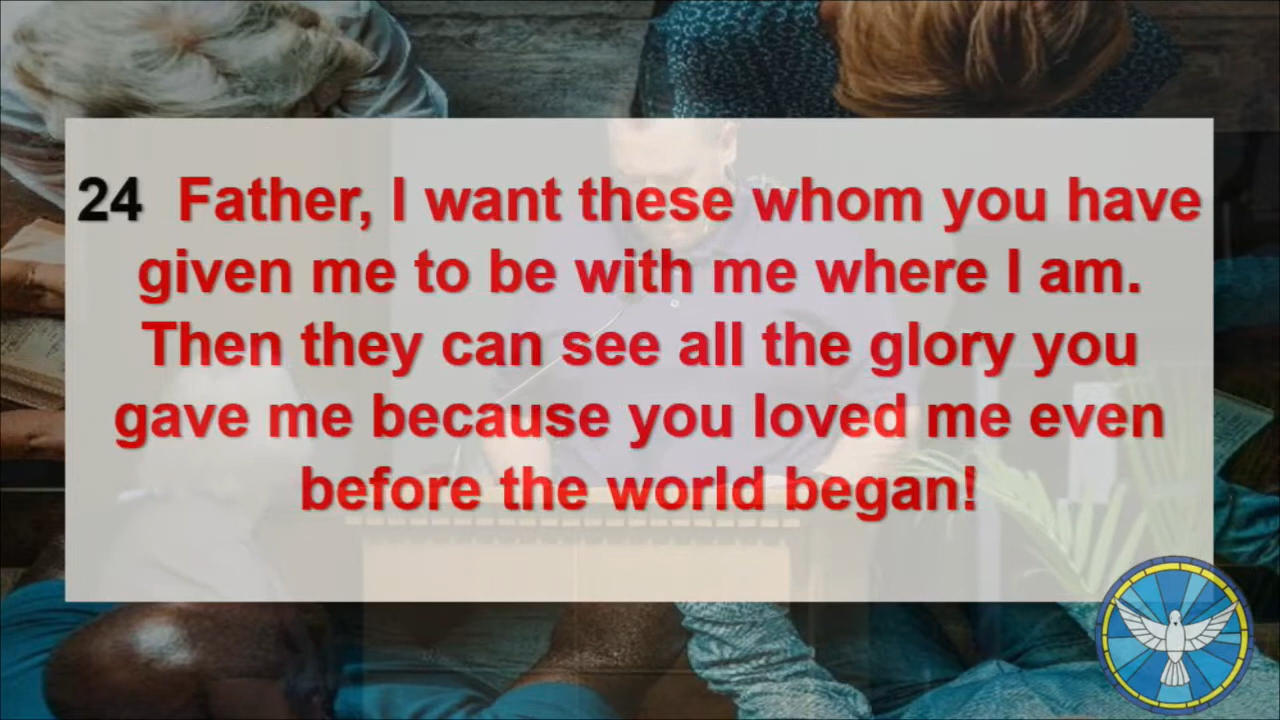 24 Father, I want these whom you have
given me to be with me where I am.
Then they can see all the glory you
gave me because you loved me even
before the world began!